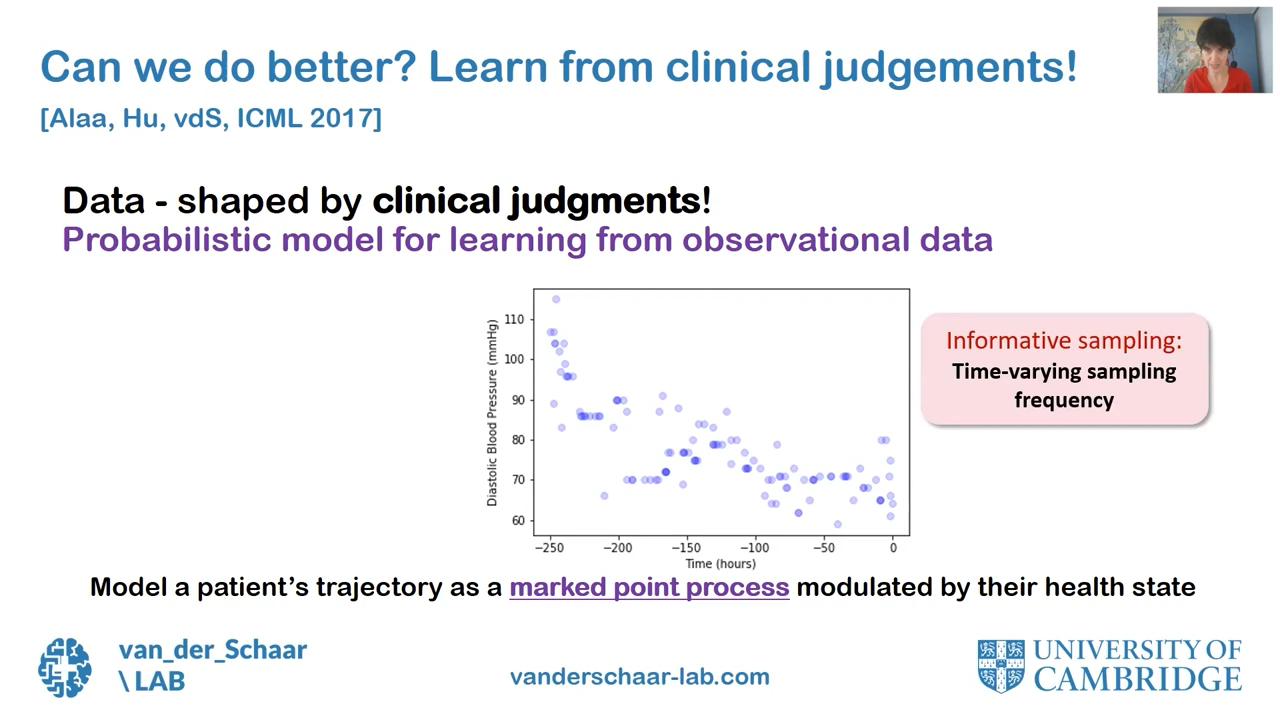 Can we do better? Learn from clinical judgements!
[Alaa, Hu, vdS, ICML 2017]
Data - shaped by clinical judgments!
Probabilistic model for learning from observational data
Diastolic Blood Pressure (mmHg)
110
100
90
80
70
60
−250
−200
−150
−100
−50
0
Time (hours)
Informative sampling:
Time-varying sampling
frequency
Model a patient’s trajectory as a marked point process modulated by their health state
van_der_Schaar
\ LAB
vanderschaar-lab.com
UNIVERSITY OF
CAMBRIDGE